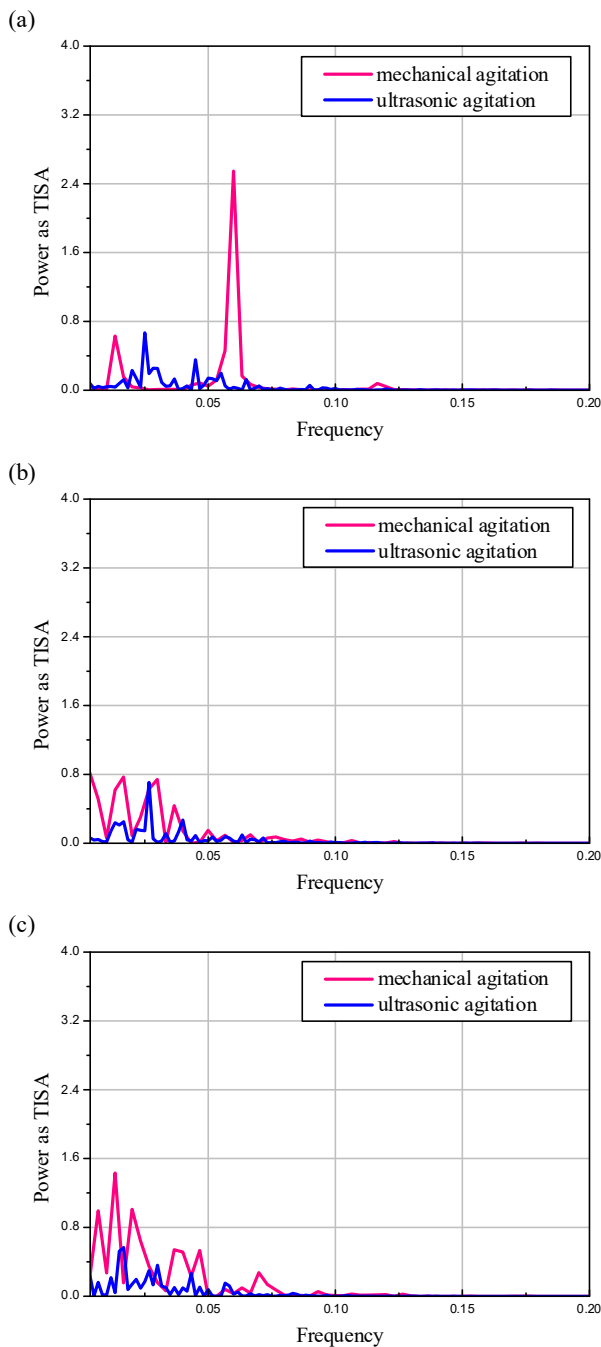 (a)
4.0
mechanical agitation
ultrasonic agitation
3.2
2.4
1.6
0.8
0.0
Power as TISA
0.05
0.10
0.15
0.20
Frequency
(b)
4.0
mechanical agitation
ultrasonic agitation
3.2
2.4
1.6
0.8
0.0
Power as TISA
0.05
0.10
0.15
0.20
Frequency
(c)
4.0
mechanical agitation
ultrasonic agitation
3.2
2.4
1.6
0.8
0.0
Power as TISA
0.05
0.10
0.15
0.20
Frequency